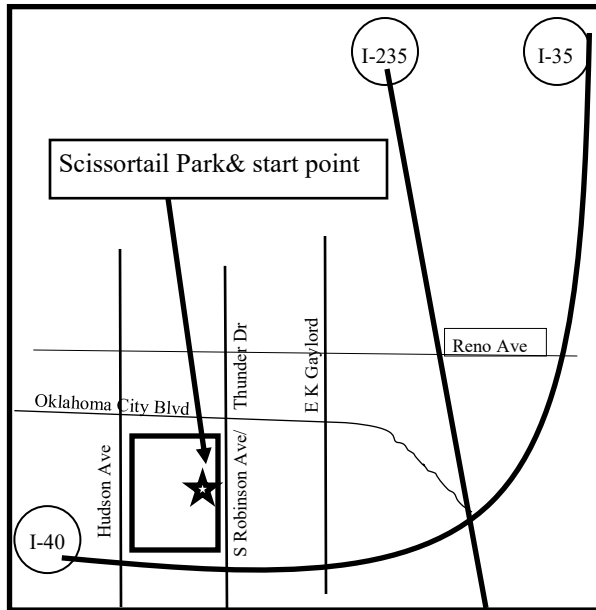 I-235
I-35
Scissortail Park& start point
Thunder Dr
E K Gaylord
Reno Ave
Oklahoma City Blvd
Hudson Ave
S Robinson Ave/
I-40